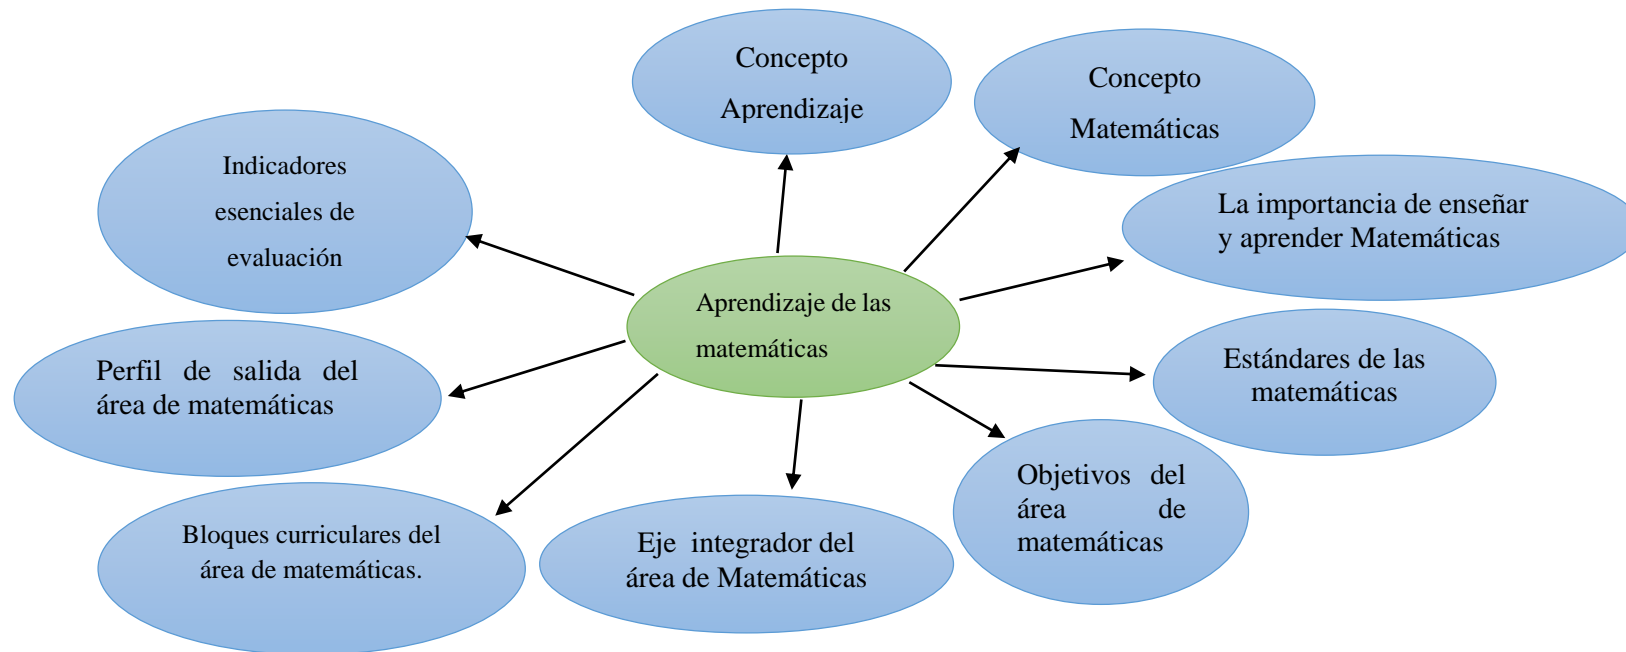 Concepto
Aprendizaje
Concepto
Matemáticas
Indicadores
esenciales de
evaluación
La importancia de enseñar
y aprender Matemáticas
Aprendizaje de las
matemáticas
Perfil de salida del
área de matemáticas
Estándares de las
matemáticas
Objetivos del
área de
matemáticas
Bloques curriculares del
área de matemáticas.
Eje integrador del
área de Matemáticas